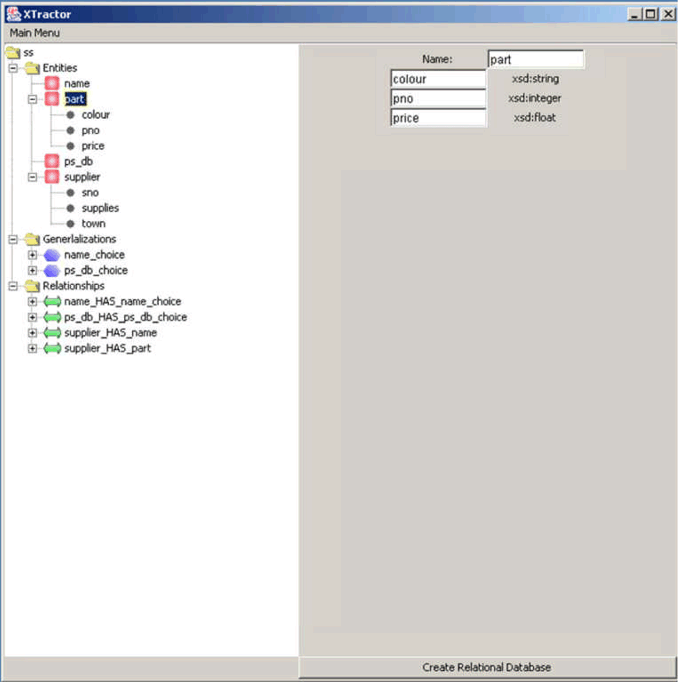 XTractor
Main Menu
ss
Entities
name
part
colour
pno
price
ps_db
supplier
sno
supplies
town
Generlalizations
name_choice
ps_db_choice
Relationships
name_HAS_name_choice
ps_db_HAS_ps_db_choice
supplier_HAS_name
supplier_HAS_part
Name: part
colour xsd:string
pno xsd:integer
price xsd:float
Create Relational Database